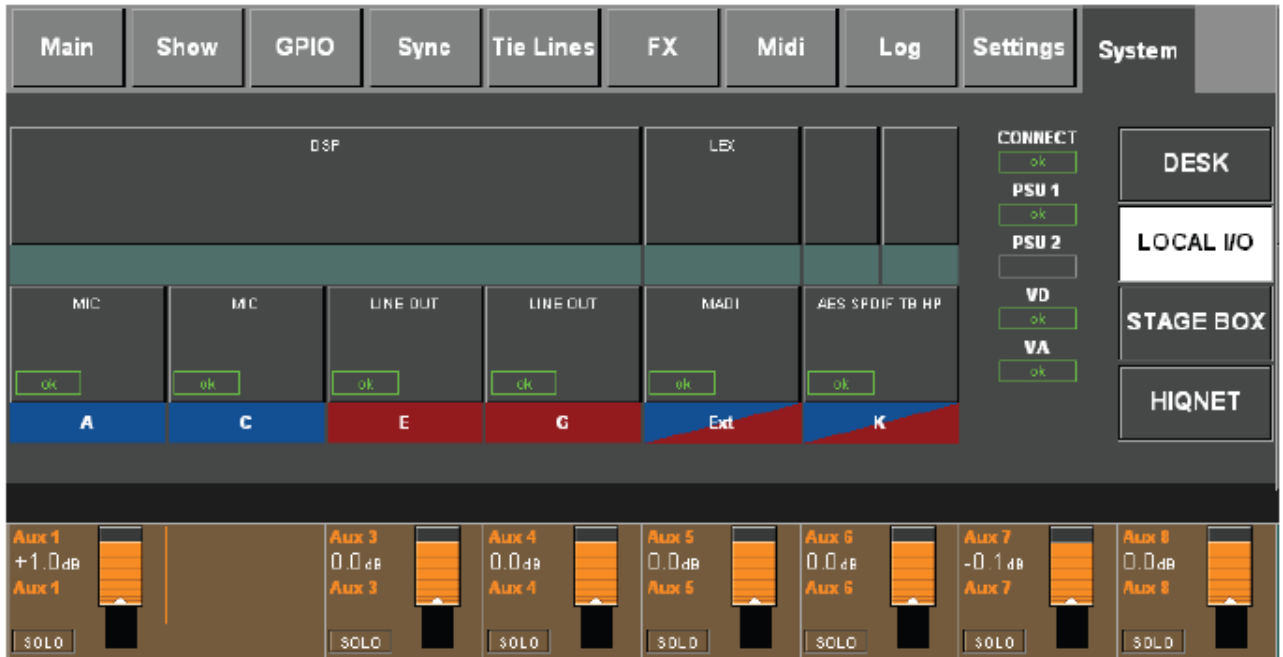 Main Show GPIO Sync Tie Lines FX Midi Log Settings System
DSP LEX
CONNECT
ok
PSU 1
ok
PSU 2
VD
ok
VA
ok
DESK
LOCAL I/O
STAGE BOX
HIQNET
MIC MIC LINE OUT LINE OUT MADI AES SPDIF TB HP
ok ok ok ok ok ok
A C E G Ext K
Aux 1 Aux 3 Aux 4 Aux 5 Aux 6 Aux 7 Aux 8
+1.0dB 0.0dB 0.0dB 0.0dB 0.0dB -0.1dB 0.0dB
Aux 1 Aux 3 Aux 4 Aux 5 Aux 6 Aux 7 Aux 8
SOLO SOLO SOLO SOLO SOLO SOLO SOLO